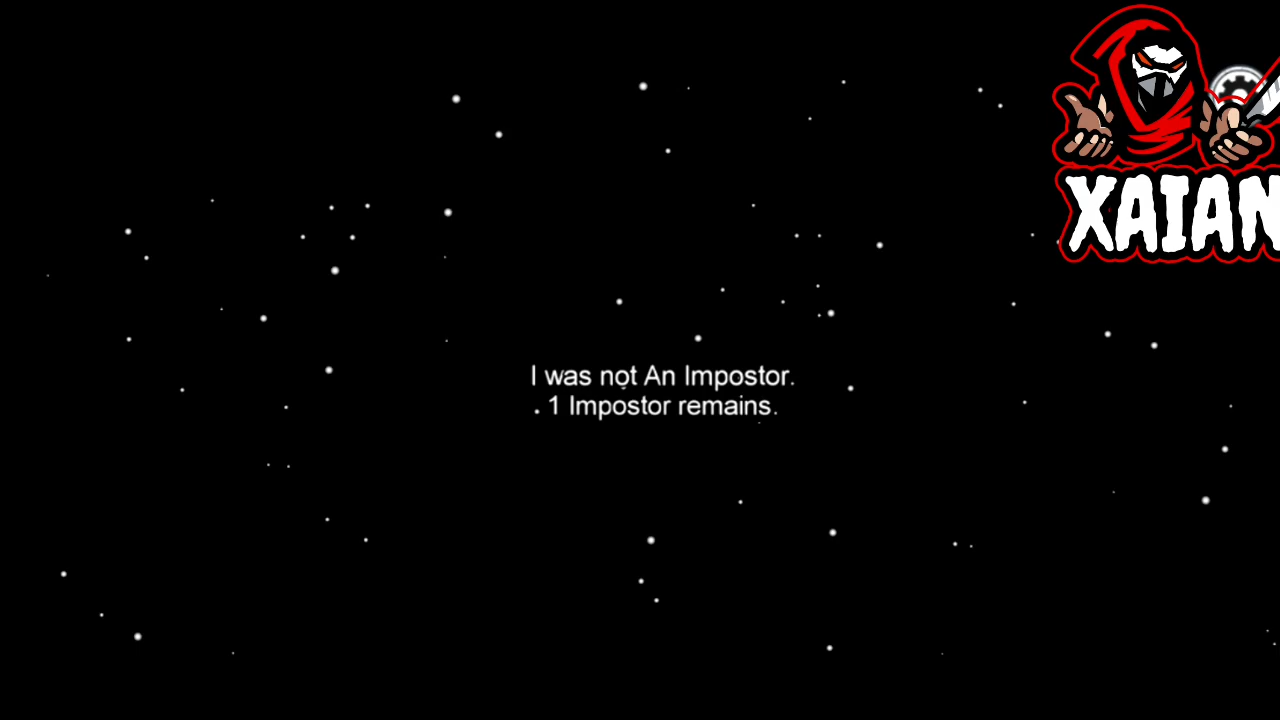 XAIAN
I was not An Impostor.
1 Impostor remains.